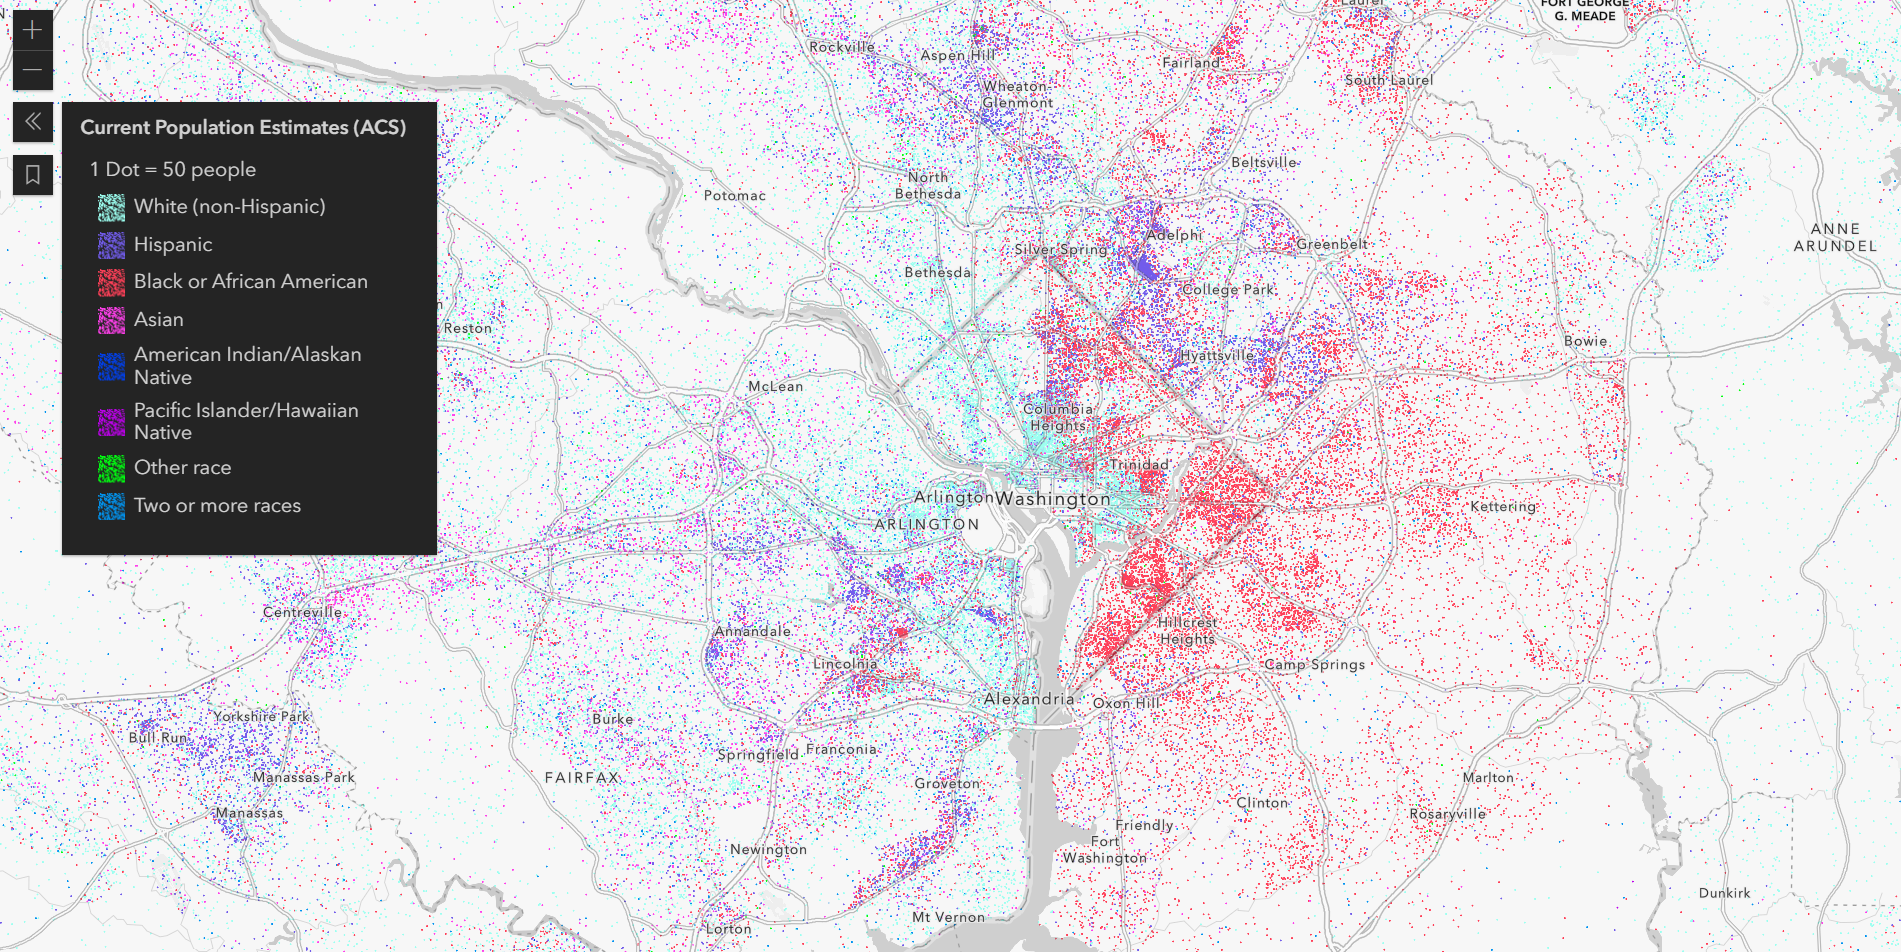 Laurel
FORT GEORGE
G. MEADE
Rockville
Aspen Hill
Fairland
South Laurel
Wheaton-
Glenmont
Current Population Estimates (ACS)
1 Dot = 50 people
White (non-Hispanic)
Hispanic
Black or African American
Asian
American Indian/Alaskan
Native
Pacific Islander/Hawaiian
Native
Other race
Two or more races
Beltsville
North
Bethesda
Potomac
ANNE
ARUNDEL
Adelphi
Silver Spring
Greenbelt
Bethesda
College Park
Reston
Bowie
Hyattsville
McLean
Columbia
Heights
Trinidad
Arlington
Washington
Kettering
ARLINGTON
Centreville
Annandale
Hillcrest
Heights
Lincolnia
Camp Springs
Alexandria
Oxon Hill
Yorkshire Park
Burke
Bull Run
Springfield
Franconia
Manassas Park
FAIRFAX
Groveton
Marlton
Clinton
Manassas
Rosaryville
Friendly
Fort
Washington
Newington
Dunkirk
Mt Vernon
Lorton